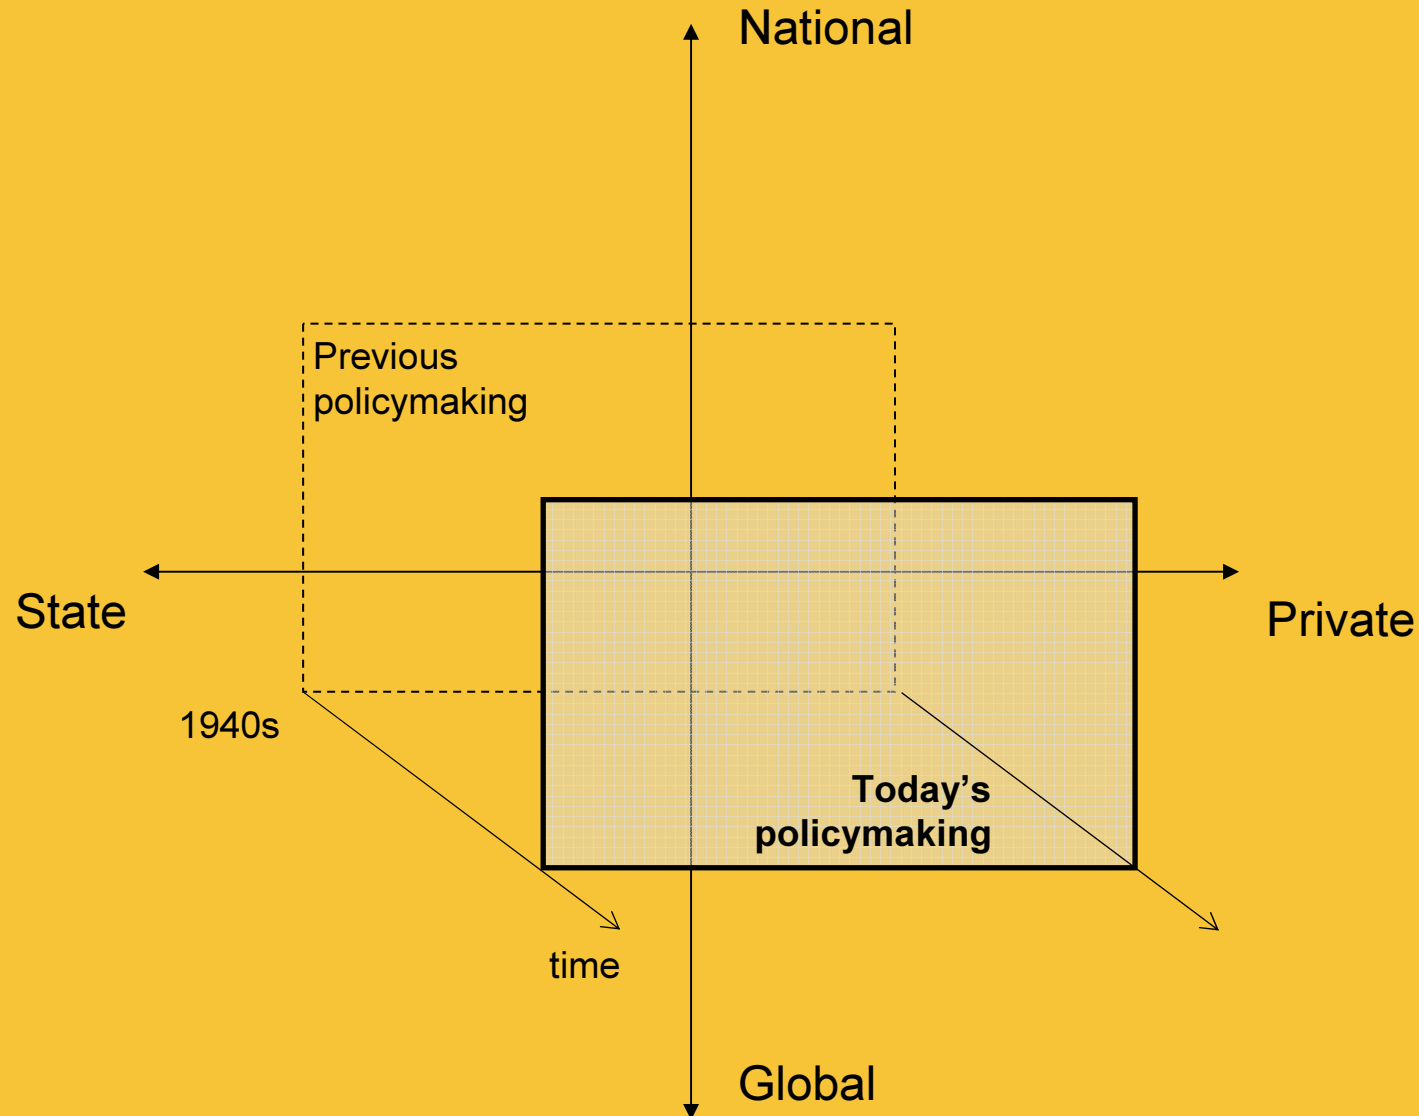 National
Previous
policymaking
State
Private
1940s
Today’s
policymaking
time
Global